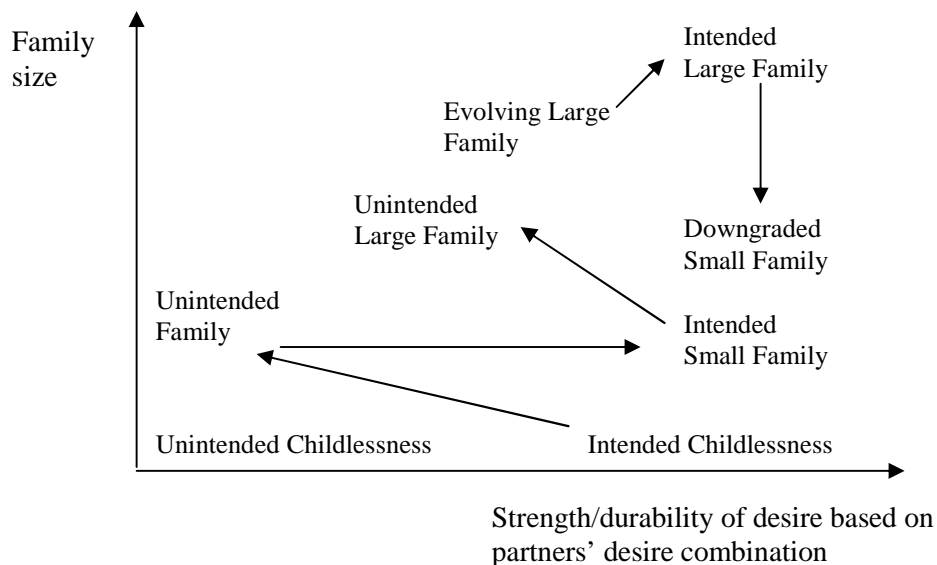 Family
size
Intended
Large Family
Evolving Large
Family
Unintended
Large Family
Downgraded
Small Family
Unintended
Family
Intended
Small Family
Unintended Childlessness
Intended Childlessness
Strength/durability of desire based on
partners’ desire combination